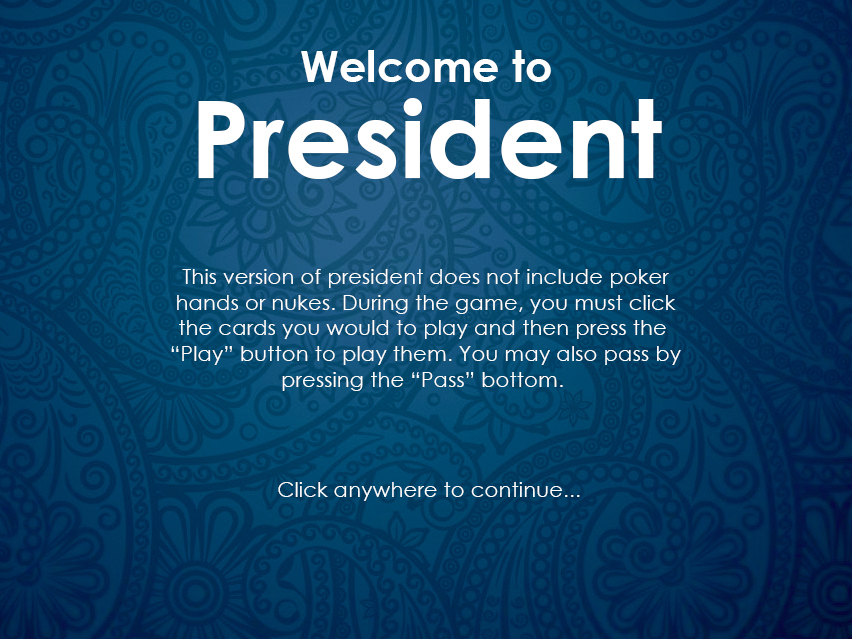 Welcome to
President
This version of president does not include poker
hands or nukes. During the game, you must click
the cards you would to play and then press the
“Play” button to play them. You may also pass by
pressing the “Pass” bottom.
Click anywhere to continue...